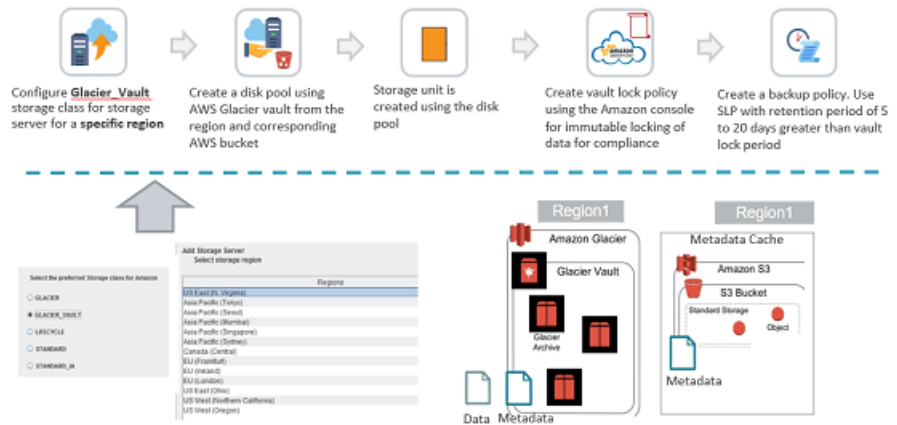 Configure Glacier_Vault
storage class for storage
server for a specific region
Create a disk pool using
AWS Glacier vault from the
region and corresponding
AWS bucket
Storage unit is
created using the disk
pool
amazon
Create vault lock policy
using the Amazon console
for immutable locking of
data for compliance
Create a backup policy. Use
SLP with retention period of 5
to 20 days greater than vault
lock period
Select the preferred Storage class for Amazon
GLACIER
GLACIER_VAULT
LIFECYCLE
STANDARD
STANDARD_IA
Add Storage Server
Select storage region
Regions
US East (N. Virginia)
Asia Pacific (Tokyo)
Asia Pacific (Seoul)
Asia Pacific (Mumbai)
Asia Pacific (Singapore)
Asia Pacific (Sydney)
Canada (Central)
EU (Frankfurt)
EU (Ireland)
EU (London)
US East (Ohio)
US West (Northern California)
US West (Oregon)
Region1
Amazon Glacier
Glacier Vault
Glacier
Archive
Data
Metadata
Region1
Metadata Cache
Amazon S3
S3 Bucket
Standard Storage
Object
Metadata